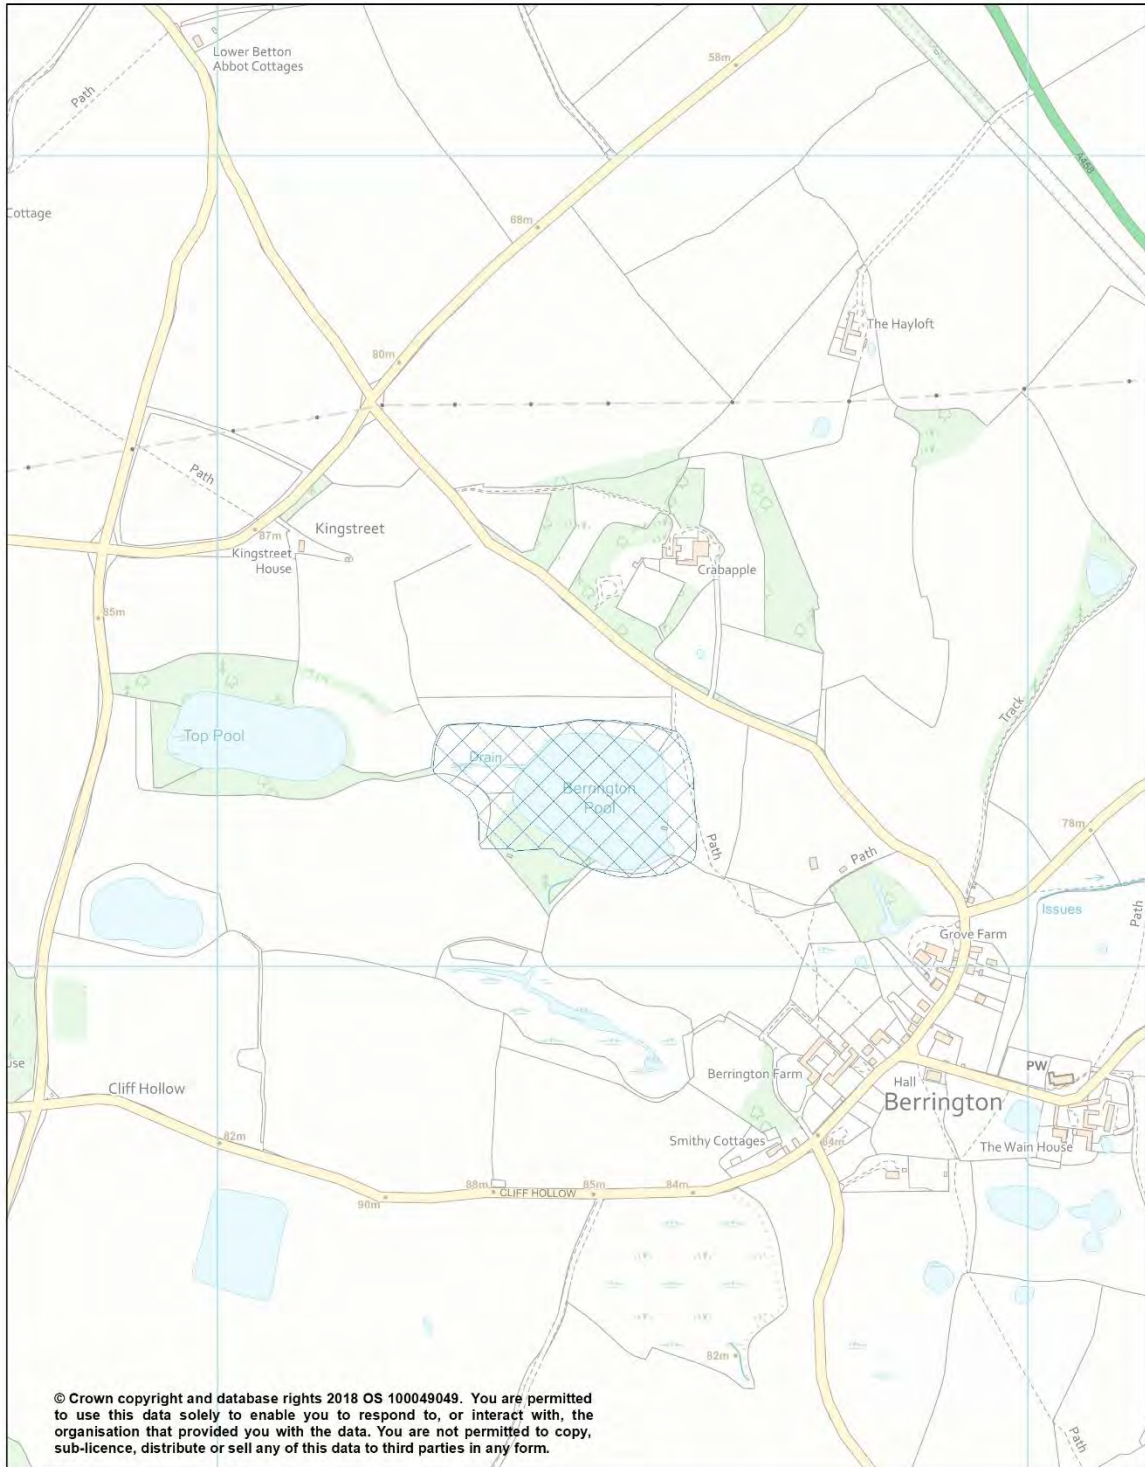 Lower Betton
Abbot Cottages
58m
Path
A458
Cottage
68m
The Hayloft
80m
Path
87m
Kingstreet
Kingstreet
House
Crabapple
85m
Track
Top Pool
Drain
Berrington
Pool
78m
Path
Path
Issues
Path
Grove Farm
use
Cliff Hollow
Berrington Farm
PW
Hall
Berrington
82m
Smithy Cottages
84m
The Wain House
96m
88m
CLIFF HOLLOW
85m
84m
82m
Path
© Crown copyright and database rights 2018 OS 100049049. You are permitted
to use this data solely to enable you to respond to, or interact with, the
organisation that provided you with the data. You are not permitted to copy,
sub-licence, distribute or sell any of this data to third parties in any form.